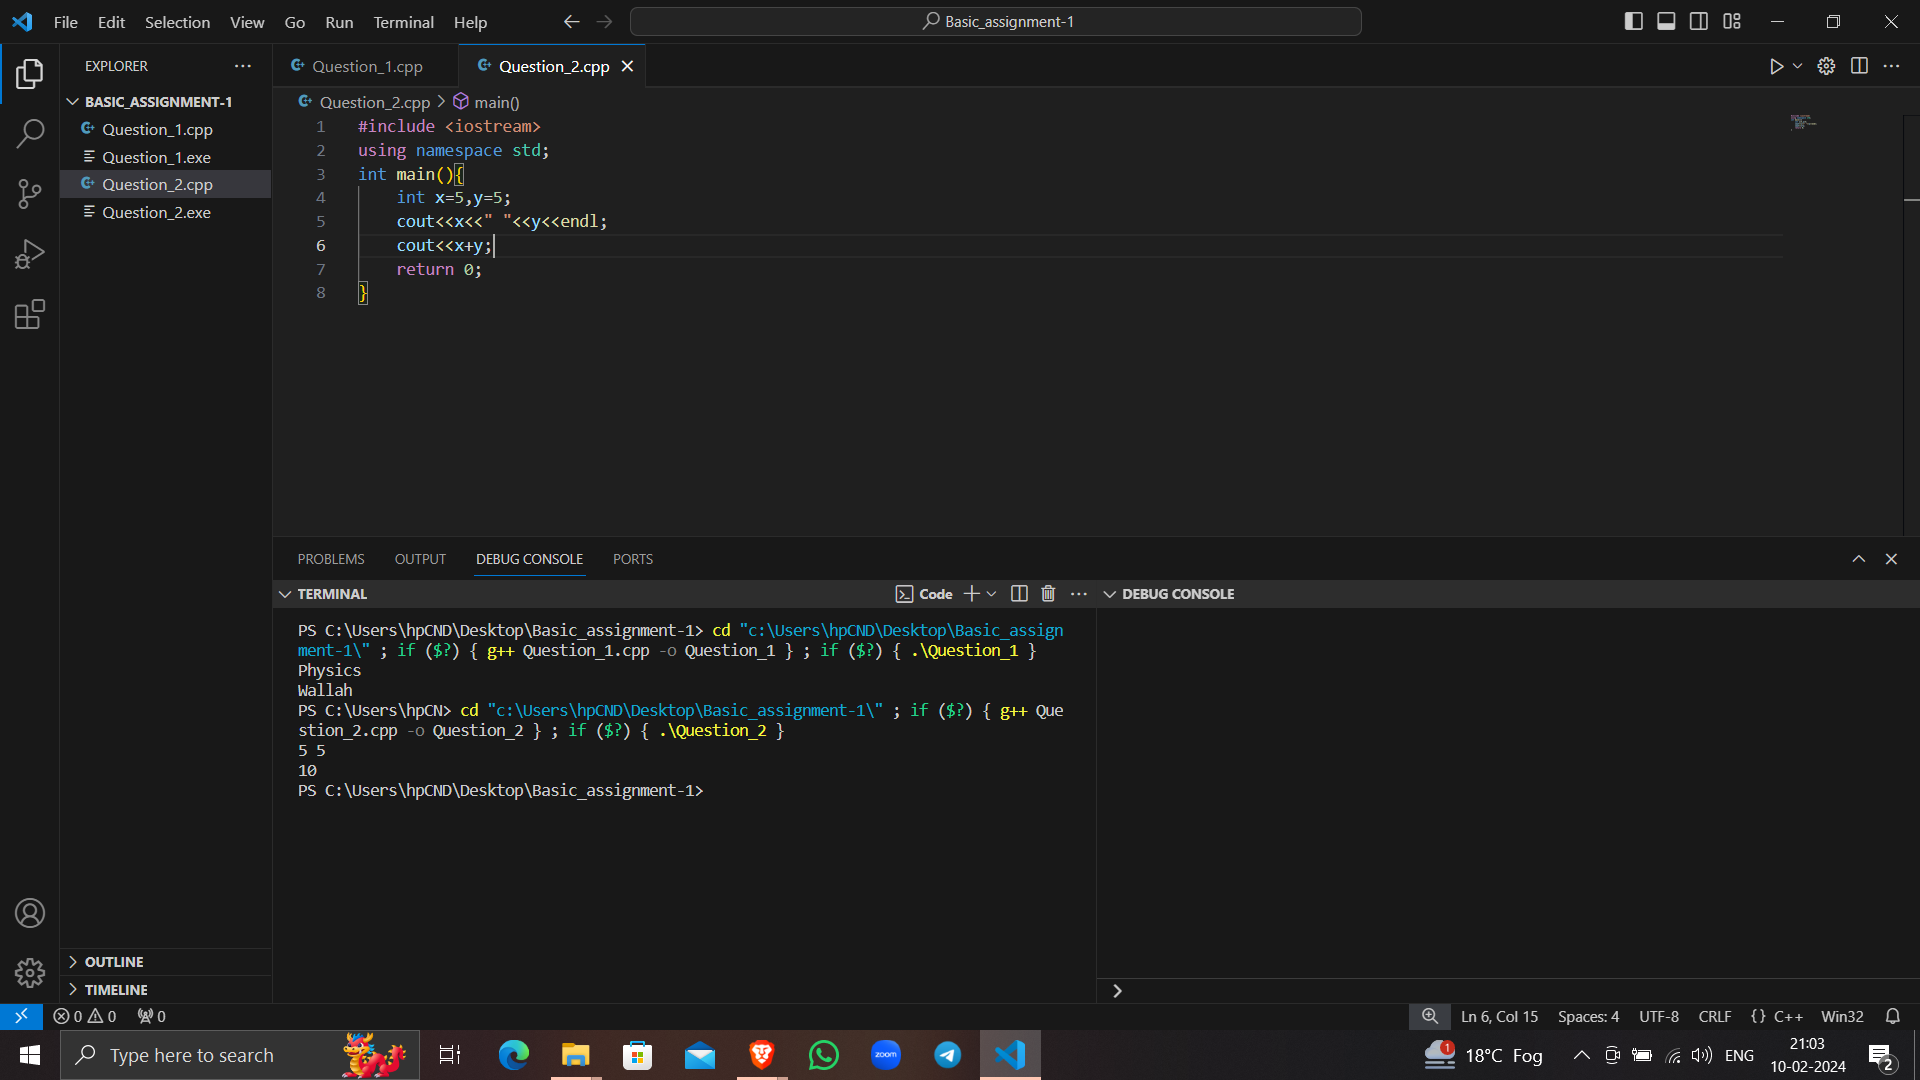 File Edit Selection View Go Run Terminal Help
Basic_assignment-1
EXPLORER
Question_1.cpp
Question_2.cpp
BASIC_ASSIGNMENT-1
Question_1.cpp
Question_1.exe
Question_2.cpp
Question_2.exe
OUTLINE
TIMELINE
Question_2.cpp > main()
1 #include <iostream>
2 using namespace std;
3 int main(){
4 int x=5,y=5;
5 cout<<x<<" "<<y<<endl;
6 cout<<x+y;
7 return 0;
8 }
PROBLEMS OUTPUT DEBUG CONSOLE PORTS
TERMINAL
Code
PS C:\Users\hpCND\Desktop\Basic_assignment-1> cd "c:\Users\hpCND\Desktop\Basic_assign
ment-1\" ; if ($?) { g++ Question_1.cpp -o Question_1 } ; if ($?) { .\Question_1 }
Physics
Wallah
PS C:\Users\hpCN> cd "c:\Users\hpCND\Desktop\Basic_assignment-1\" ; if ($?) { g++ Que
stion_2.cpp -o Question_2 } ; if ($?) { .\Question_2 }
5 5
10
PS C:\Users\hpCND\Desktop\Basic_assignment-1>
DEBUG CONSOLE
0 0 0
Ln 6, Col 15 Spaces: 4 UTF-8 CRLF {} C++ Win32
Type here to search
zoom
1
18°C Fog
ENG
21:03
10-02-2024
2